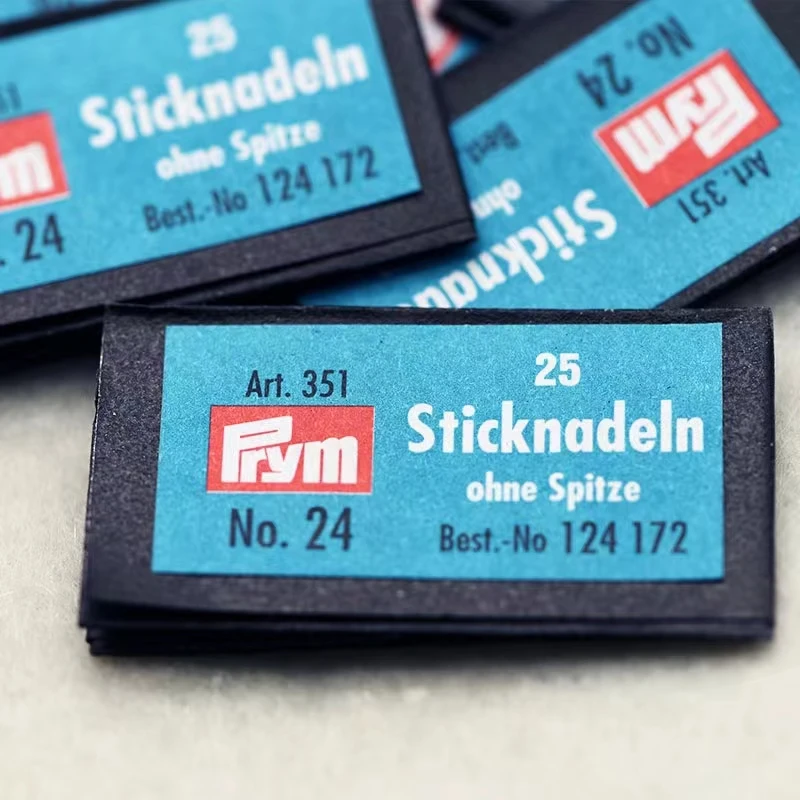 25
Sticknadeln
ohne Spitze
Best.-No 124 172
24
No. 24
Prym
Art. 351
Sticknadeln
Art. 351
Prym
No. 24
25
Sticknadeln
ohne Spitze
Best.-No 124 172